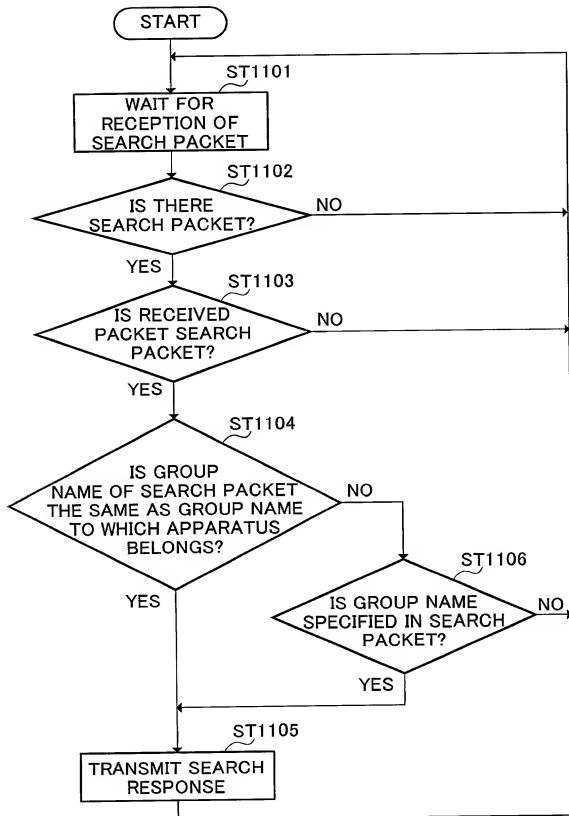 START
ST1101
WAIT FOR
RECEPTION OF
SEARCH PACKET
ST1102
IS THERE
SEARCH PACKET?
NO
YES
ST1103
IS RECEIVED
PACKET SEARCH
PACKET?
NO
YES
ST1104
IS GROUP
NAME OF SEARCH PACKET
THE SAME AS GROUP NAME
TO WHICH APPARATUS
BELONGS?
NO
YES
ST1106
IS GROUP NAME
SPECIFIED IN SEARCH
PACKET?
NO
YES
ST1105
TRANSMIT SEARCH
RESPONSE